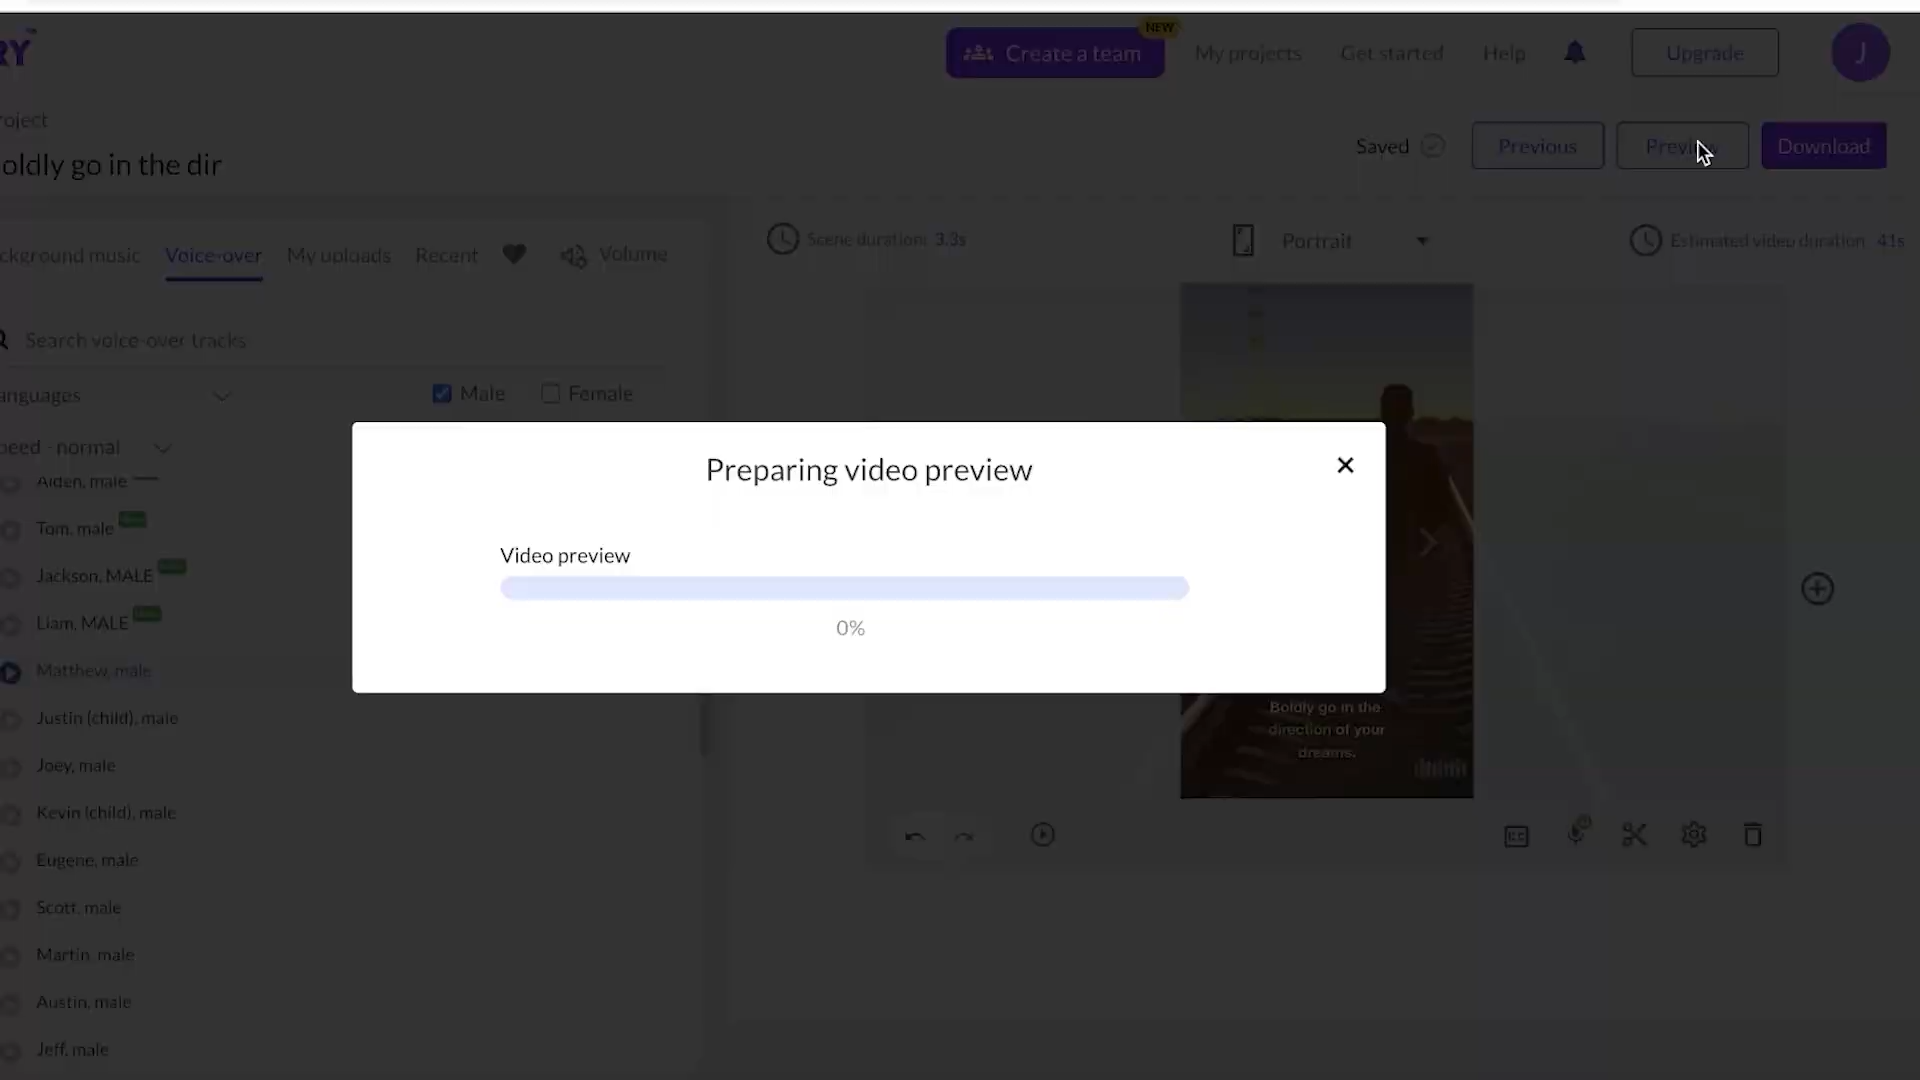 RY
NEW
Create a team
My projects
Get started
Help
Upgrade
J
roject
oldly go in the dir
Saved
Previous
Preview
Download
ckground music
Voice-over
My uploads
Recent
Volume
Scene duration: 3.3s
Portrait
Estimated video duration 41s
Search voice-over tracks
anguages
Male
Female
peed - normal
Aiden, male
Tom, male
Jackson, MALE
Liam, MALE
Matthew, male
Justin (child), male
Joey, male
Kevin (child), male
Eugene, male
Scott, male
Martin, male
Austin, male
Jeff, male
Preparing video preview
Video preview
0%
Boldly go in the
direction of your
dreams.
CC